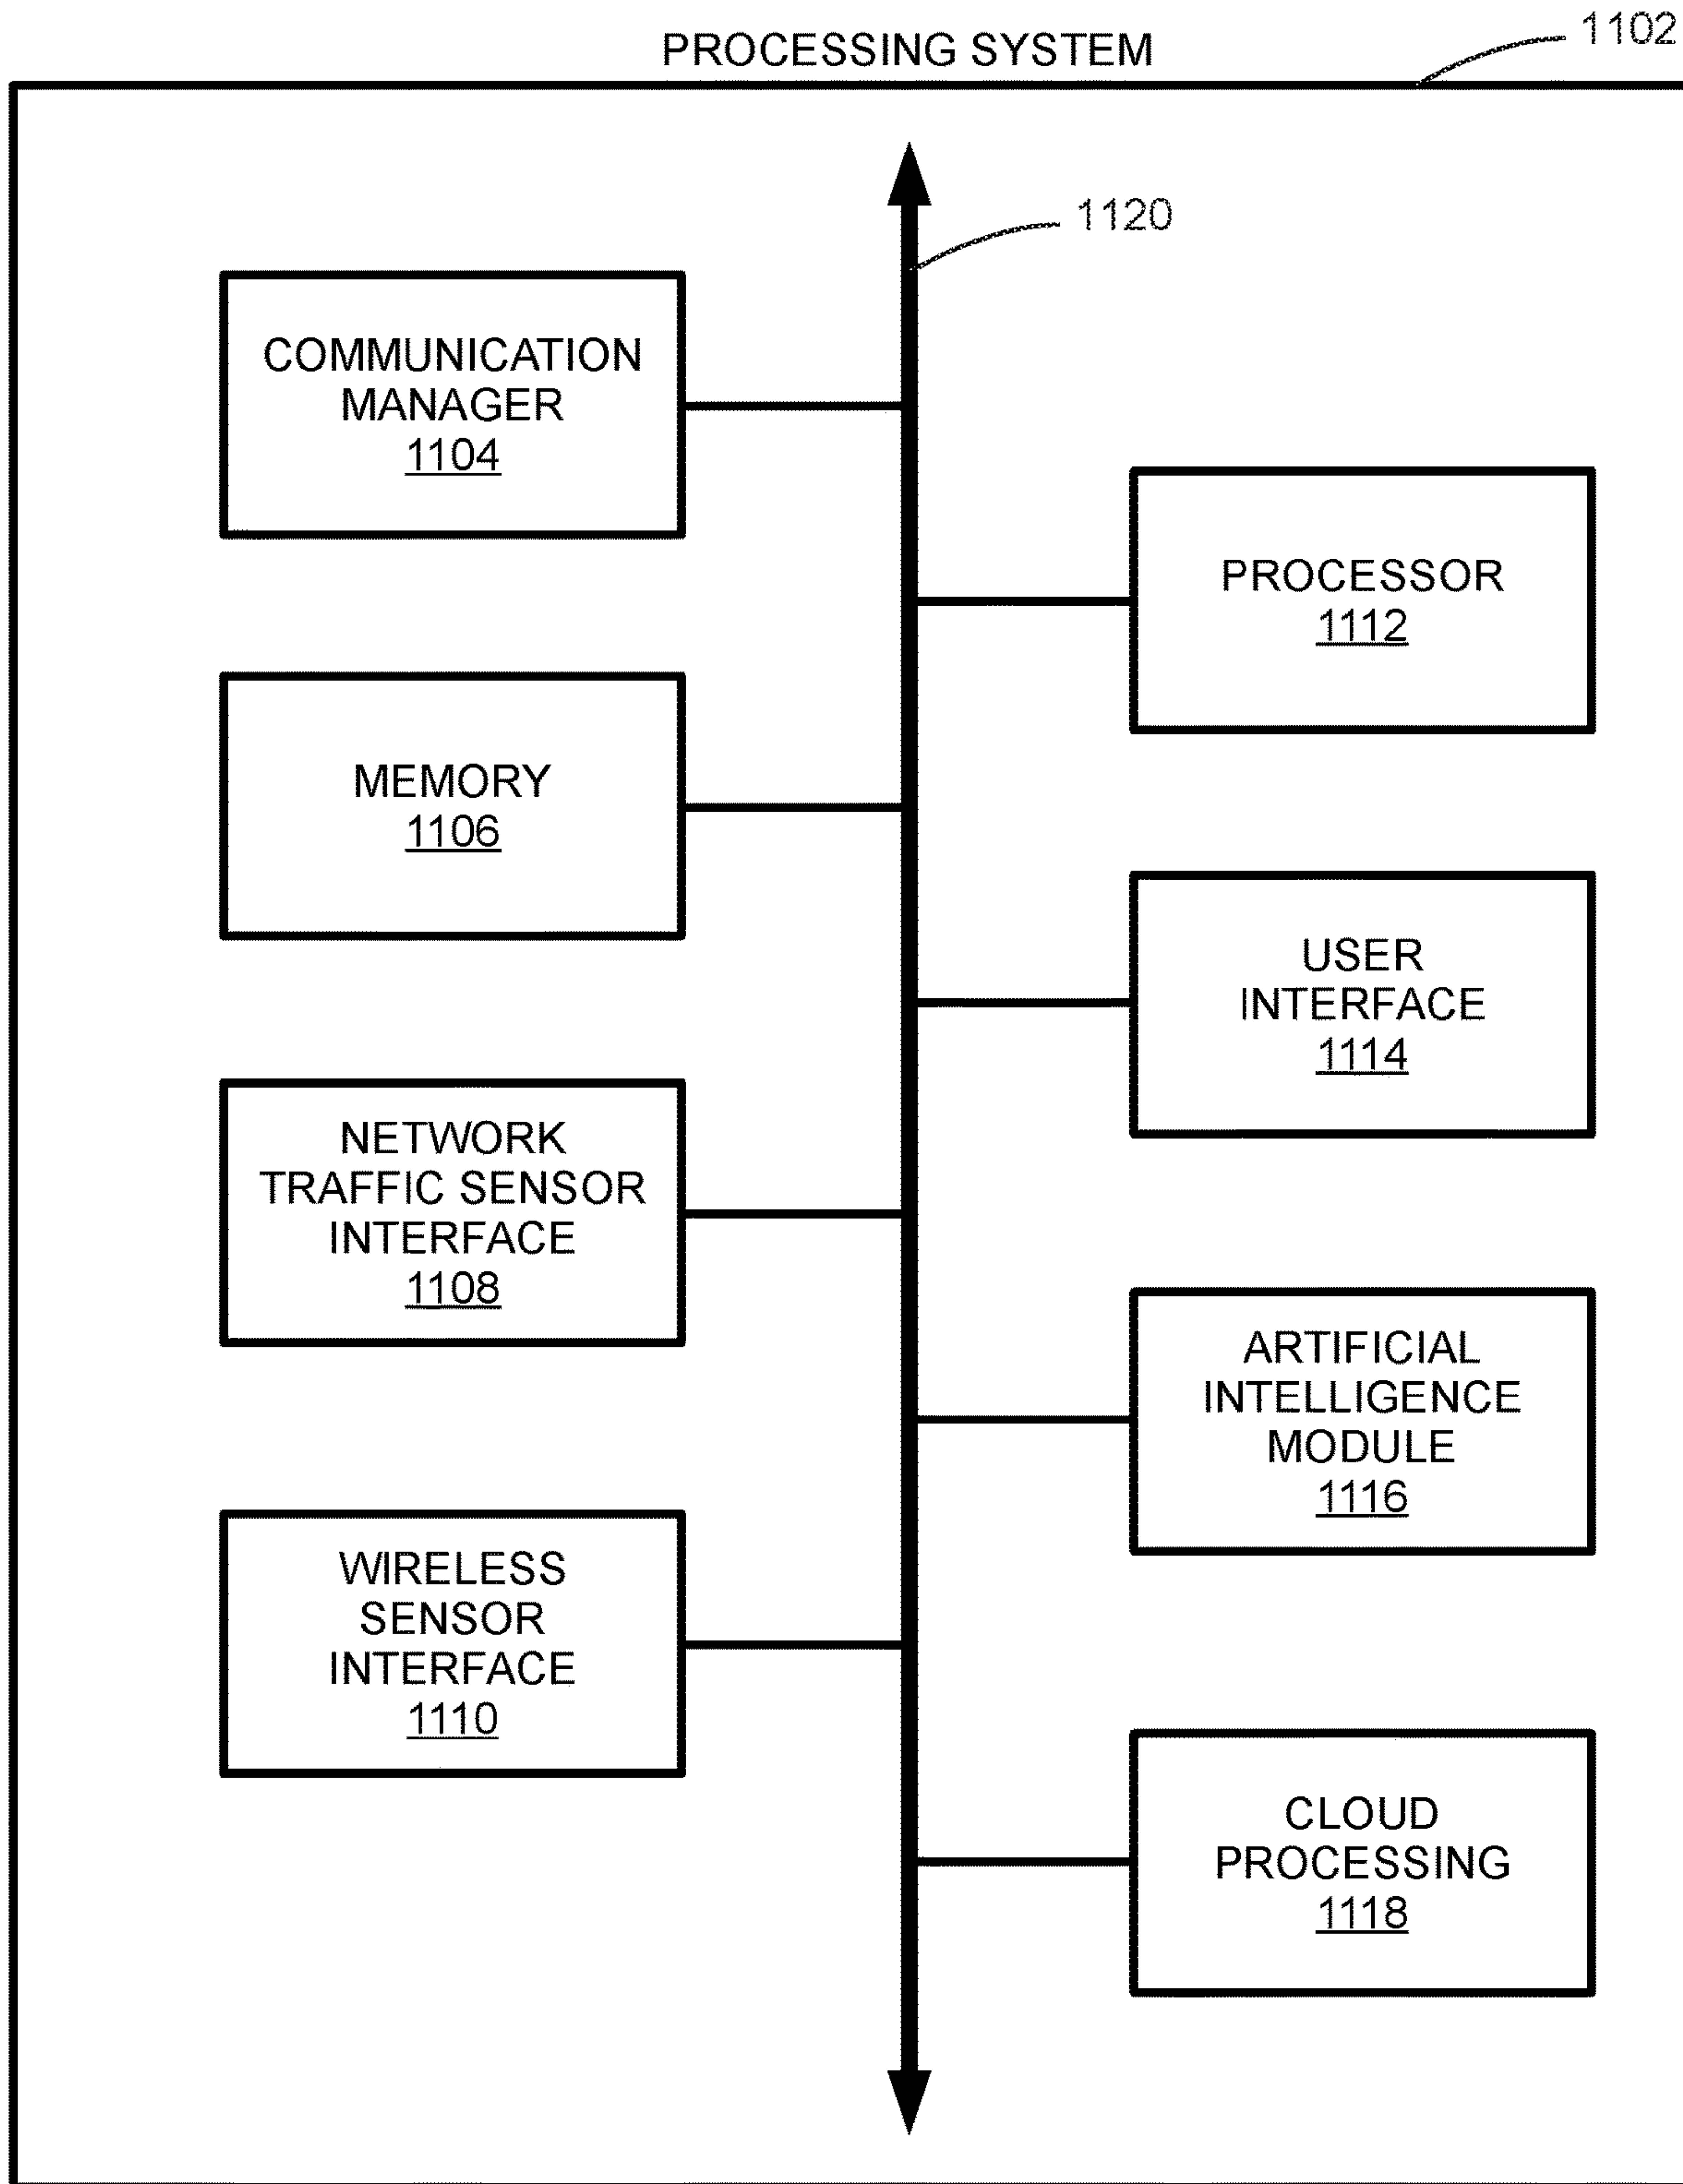 PROCESSING SYSTEM
1102
1120
COMMUNICATION
MANAGER
1104
PROCESSOR
1112
MEMORY
1106
USER
INTERFACE
1114
NETWORK
TRAFFIC SENSOR
INTERFACE
1108
ARTIFICIAL
INTELLIGENCE
MODULE
1116
WIRELESS
SENSOR
INTERFACE
1110
CLOUD
PROCESSING
1118